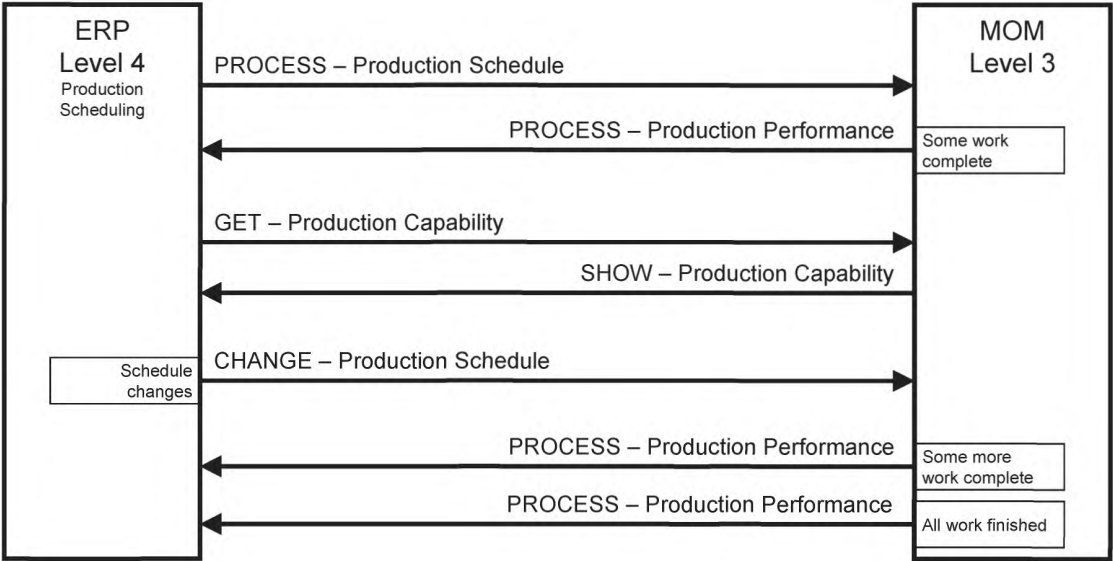 ERP
Level 4
Production
Scheduling
MOM
Level 3
PROCESS – Production Schedule
PROCESS – Production Performance
Some work
complete
GET – Production Capability
SHOW – Production Capability
Schedule
changes
CHANGE – Production Schedule
PROCESS – Production Performance
Some more
work complete
PROCESS – Production Performance
All work finished